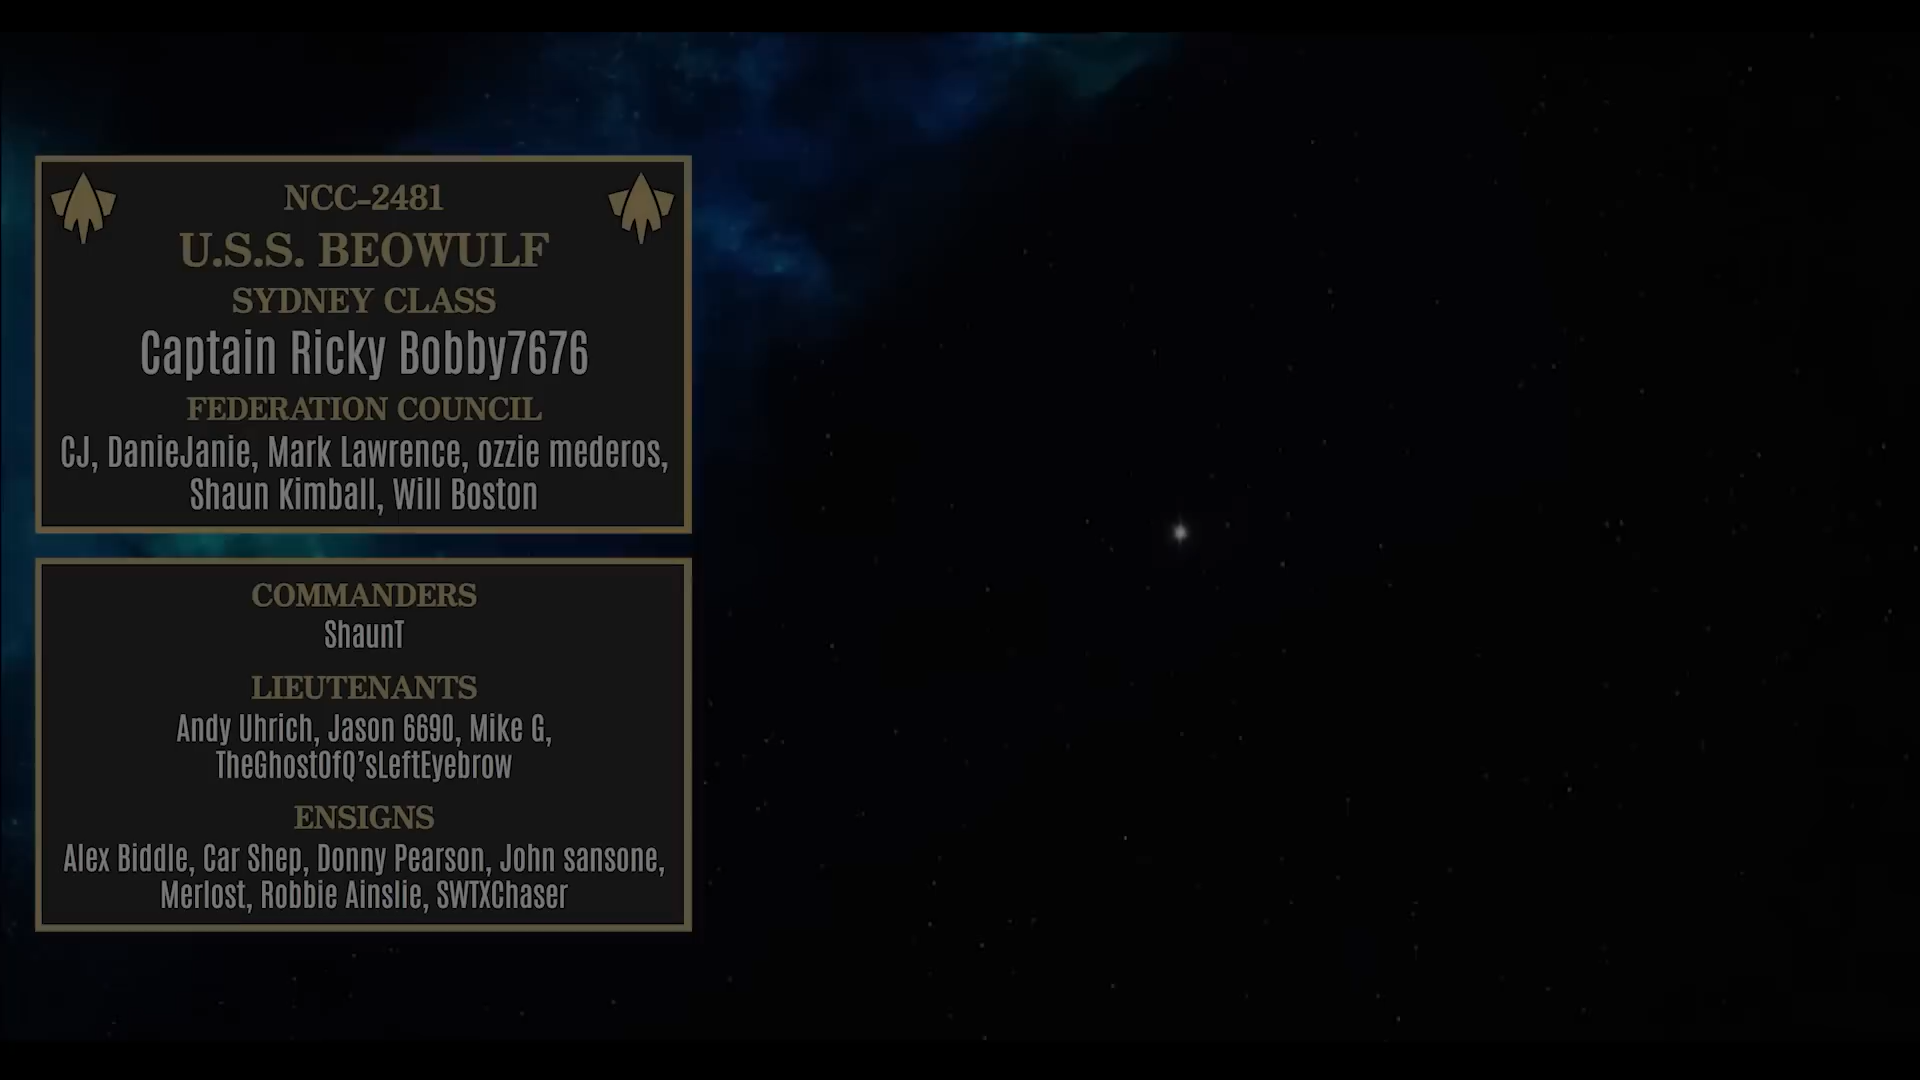 NCC-2481
U.S.S. BEOWULF
SYDNEY CLASS
Captain Ricky Bobby7676
FEDERATION COUNCIL
CJ, DanieJanie, Mark Lawrence, ozzie mederos,
Shaun Kimball, Will Boston
COMMANDERS
ShaunT
LIEUTENANTS
Andy Uhrich, Jason 6690, Mike G,
TheGhostOfQ’sLeftEyebrow
ENSIGNS
Alex Biddle, Car Shep, Donny Pearson, John sansone,
Merlost, Robbie Ainslie, SWTXChaser